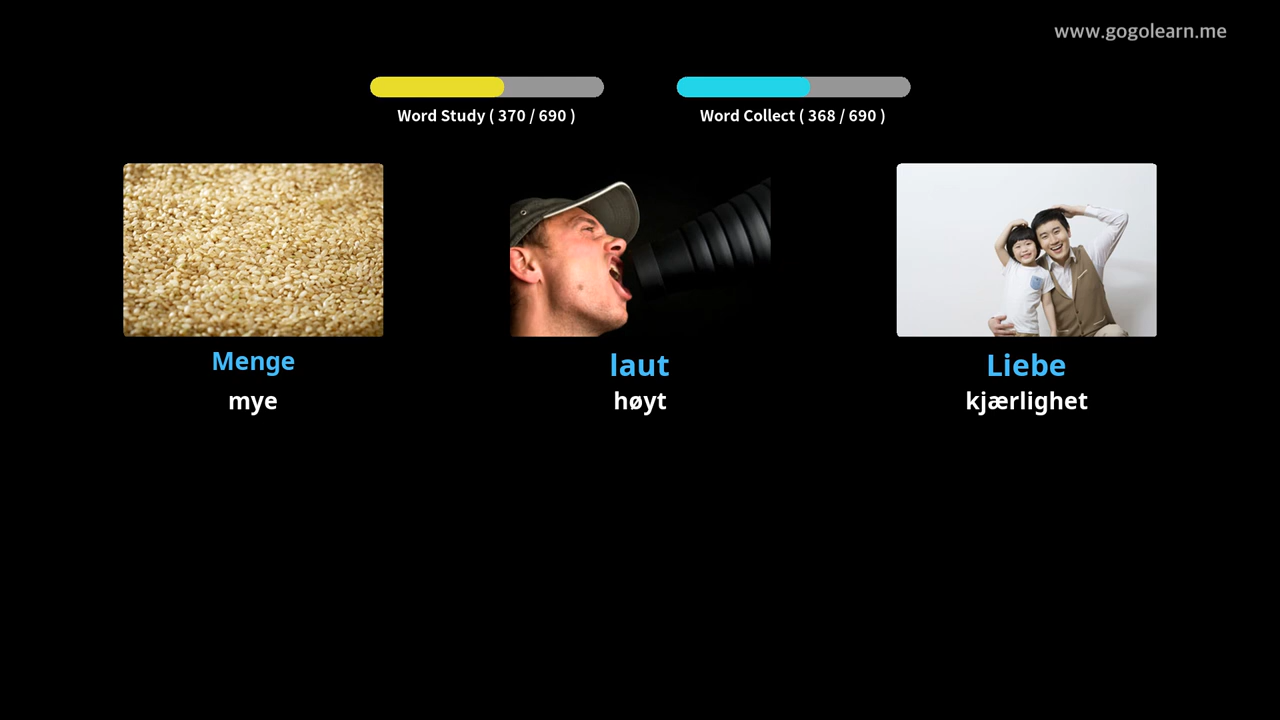 www.gogolearn.me
Word Study ( 370 / 690 )
Word Collect ( 368 / 690 )
Menge
mye
laut
høyt
Liebe
kjærlighet